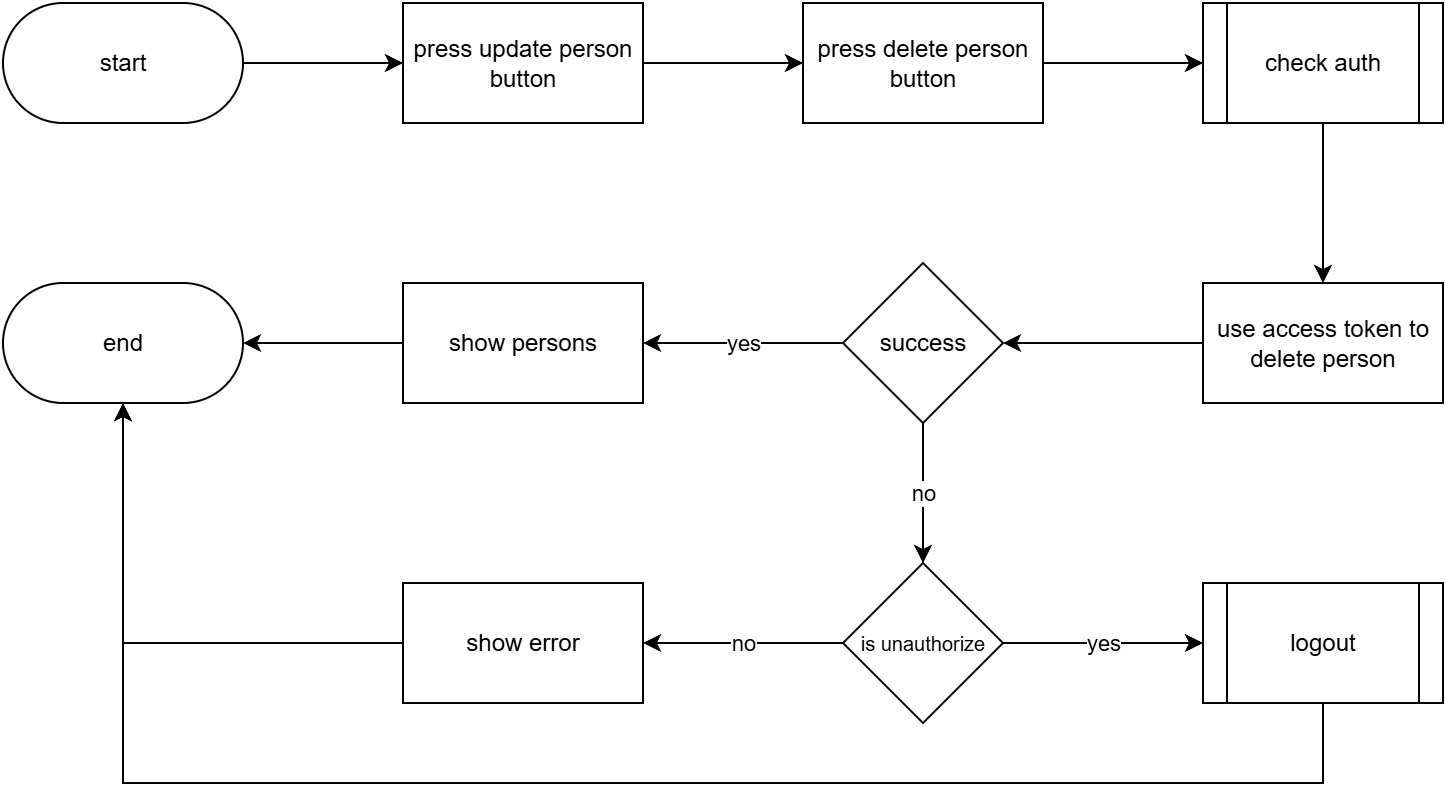 start
press update person
button
press delete person
button
check auth
end
show persons
yes
success
use access token to
delete person
no
show error
no
is unauthorize
yes
logout